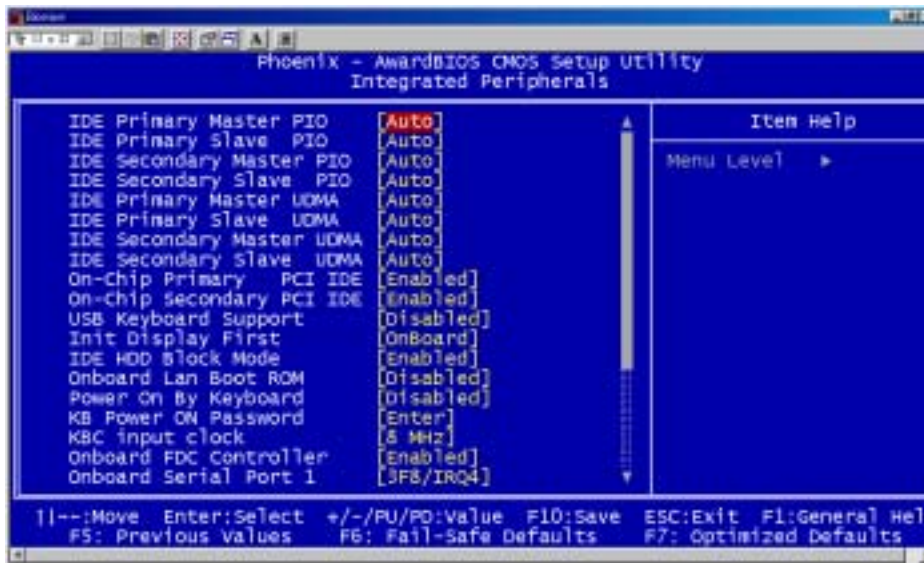 Phoenix - AwardBIOS CMOS Setup Utility
Integrated Peripherals
IDE Primary Master PIO [Auto]
IDE Primary Slave PIO [Auto]
IDE Secondary Master PIO [Auto]
IDE Secondary Slave PIO [Auto]
IDE Primary Master UDMA [Auto]
IDE Primary Slave UDMA [Auto]
IDE Secondary Master UDMA [Auto]
IDE Secondary Slave UDMA [Auto]
On-Chip Primary PCI IDE [Enabled]
On-Chip Secondary PCI IDE [Enabled]
USB Keyboard Support [Disabled]
Init Display First [OnBoard]
IDE HDD Block Mode [Enabled]
Onboard Lan Boot ROM [Disabled]
Power On By Keyboard [Disabled]
KB Power ON Password [Enter]
KBC input clock [8 MHz]
Onboard FDC Controller [Enabled]
Onboard Serial Port 1 [3F8/IRQ4]
Item Help
Menu Level ►
:Move Enter:Select +/-/PU/PD:Value F10:Save ESC:Exit F1:General Hel
F5: Previous Values F6: Fail-Safe Defaults F7: Optimized Defaults